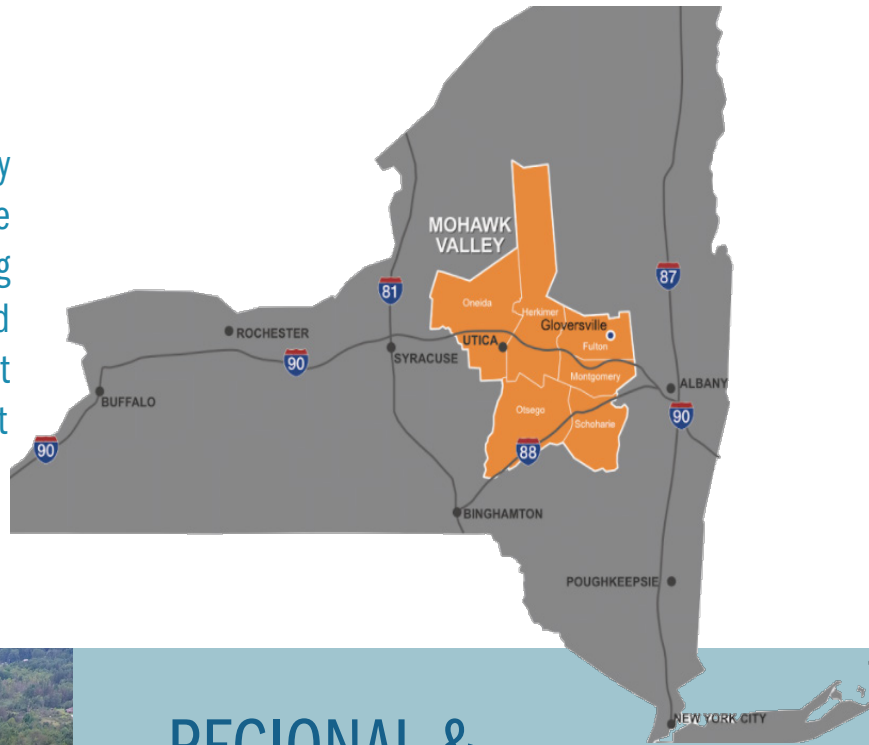 y
e
g
d
t
t
MOHAWK
VALLEY
87
81
Oneida
Herkimer
Gloversville
Fulton
ROCHESTER
UTICA
SYRACUSE
90
Montgomery
ALBANY
BUFFALO
Otsego
90
Schoharie
90
88
BINGHAMTON
POUGHKEEPSIE
NEW YORK CITY
REGIONAL &